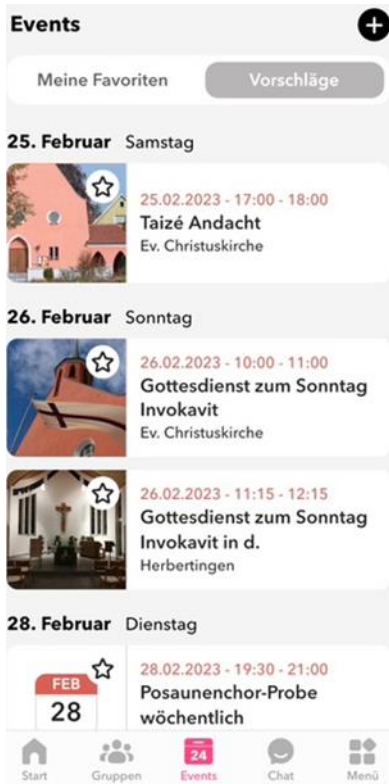 Events
Meine Favoriten
Vorschläge
25. Februar Samstag
25.02.2023 - 17:00 - 18:00
Taizé Andacht
Ev. Christuskirche
26. Februar Sonntag
26.02.2023 - 10:00 - 11:00
Gottesdienst zum Sonntag
Invokavit
Ev. Christuskirche
26.02.2023 - 11:15 - 12:15
Gottesdienst zum Sonntag
Invokavit in d.
Herbertingen
28. Februar Dienstag
FEB
28
28.02.2023 - 19:30 - 21:00
Posaunenchor-Probe
wöchentlich
24
Start Gruppen Events Chat Menü